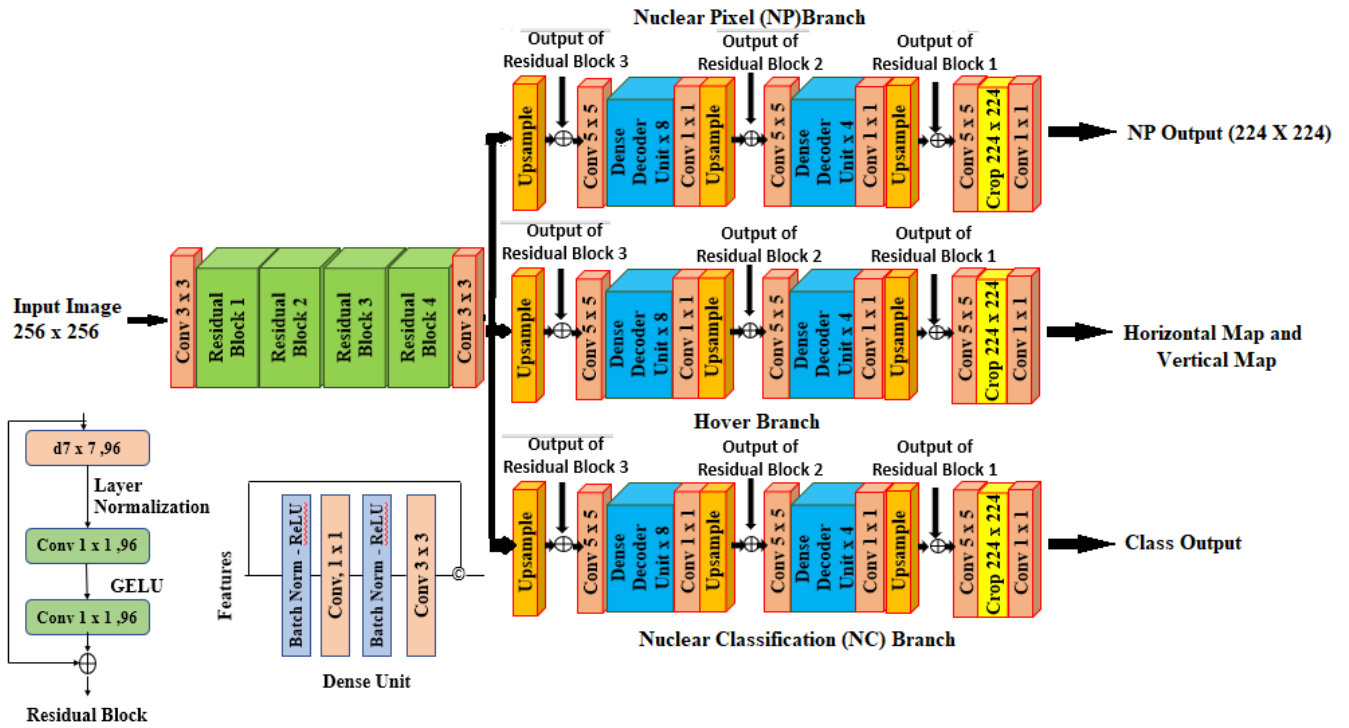 Nuclear Pixel (NP)Branch
Output of
Residual Block 3
Output of
Residual Block 2
Output of
Residual Block 1
Upsample
Conv 5 x 5
Dense
Decoder
Unit x 8
Conv 1 x 1
Upsample
Conv 5 x 5
Dense
Decoder
Unit x 4
Conv 1 x 1
Upsample
Conv 5 x 5
Crop 224 x 224
Conv 1 x 1
NP Output (224 X 224)
Input Image
256 x 256
Conv 3 x 3
Residual
Block 1
Residual
Block 2
Residual
Block 3
Residual
Block 4
Conv 3 x 3
Output of
Residual Block 3
Output of
Residual Block 2
Output of
Residual Block 1
Upsample
Conv 5 x 5
Dense
Decoder
Unit x 8
Conv 1 x 1
Upsample
Conv 5 x 5
Dense
Decoder
Unit x 4
Conv 1 x 1
Upsample
Conv 5 x 5
Crop 224 x 224
Conv 1 x 1
Horizontal Map and
Vertical Map
Hover Branch
Output of
Residual Block 3
Output of
Residual Block 2
Output of
Residual Block 1
Upsample
Conv 5 x 5
Dense
Decoder
Unit x 8
Conv 1 x 1
Upsample
Conv 5 x 5
Dense
Decoder
Unit x 4
Conv 1 x 1
Upsample
Conv 5 x 5
Crop 224 x 224
Conv 1 x 1
Class Output
Nuclear Classification (NC) Branch
d7 x 7 ,96
Layer
Normalization
Conv 1 x 1 ,96
GELU
Conv 1 x 1 ,96
Residual Block
Features
Batch Norm - ReLU
Conv, 1 x 1
Batch Norm - ReLU
Conv 3 x 3
©
Dense Unit